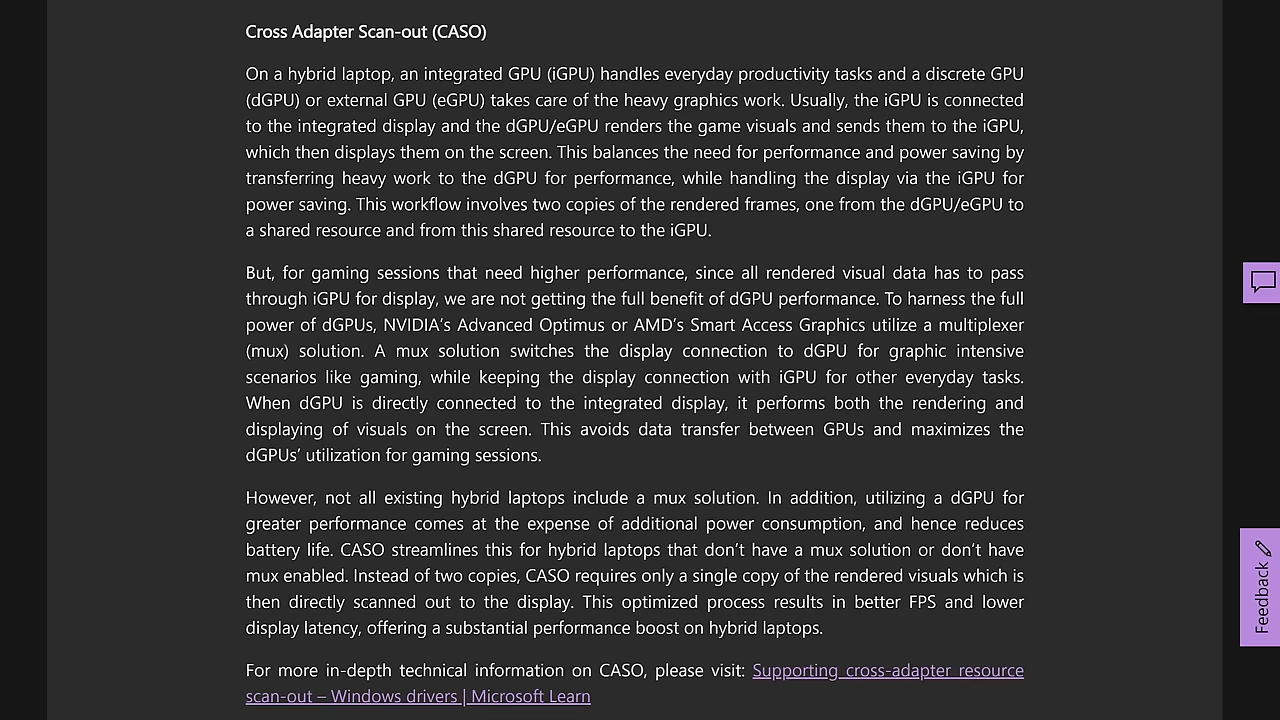 Cross Adapter Scan-out (CASO)
On a hybrid laptop, an integrated GPU (iGPU) handles everyday productivity tasks and a discrete GPU
(dGPU) or external GPU (eGPU) takes care of the heavy graphics work. Usually, the iGPU is connected
to the integrated display and the dGPU/eGPU renders the game visuals and sends them to the iGPU,
which then displays them on the screen. This balances the need for performance and power saving by
transferring heavy work to the dGPU for performance, while handling the display via the iGPU for
power saving. This workflow involves two copies of the rendered frames, one from the dGPU/eGPU to
a shared resource and from this shared resource to the iGPU.
But, for gaming sessions that need higher performance, since all rendered visual data has to pass
through iGPU for display, we are not getting the full benefit of dGPU performance. To harness the full
power of dGPUs, NVIDIA's Advanced Optimus or AMD's Smart Access Graphics utilize a multiplexer
(mux) solution. A mux solution switches the display connection to dGPU for graphic intensive
scenarios like gaming, while keeping the display connection with iGPU for other everyday tasks.
When dGPU is directly connected to the integrated display, it performs both the rendering and
displaying of visuals on the screen. This avoids data transfer between GPUs and maximizes the
dGPUs' utilization for gaming sessions.
However, not all existing hybrid laptops include a mux solution. In addition, utilizing a dGPU for
greater performance comes at the expense of additional power consumption, and hence reduces
battery life. CASO streamlines this for hybrid laptops that don't have a mux solution or don't have
mux enabled. Instead of two copies, CASO requires only a single copy of the rendered visuals which is
then directly scanned out to the display. This optimized process results in better FPS and lower
display latency, offering a substantial performance boost on hybrid laptops.
For more in-depth technical information on CASO, please visit: Supporting cross-adapter resource
scan-out – Windows drivers | Microsoft Learn
Feedback